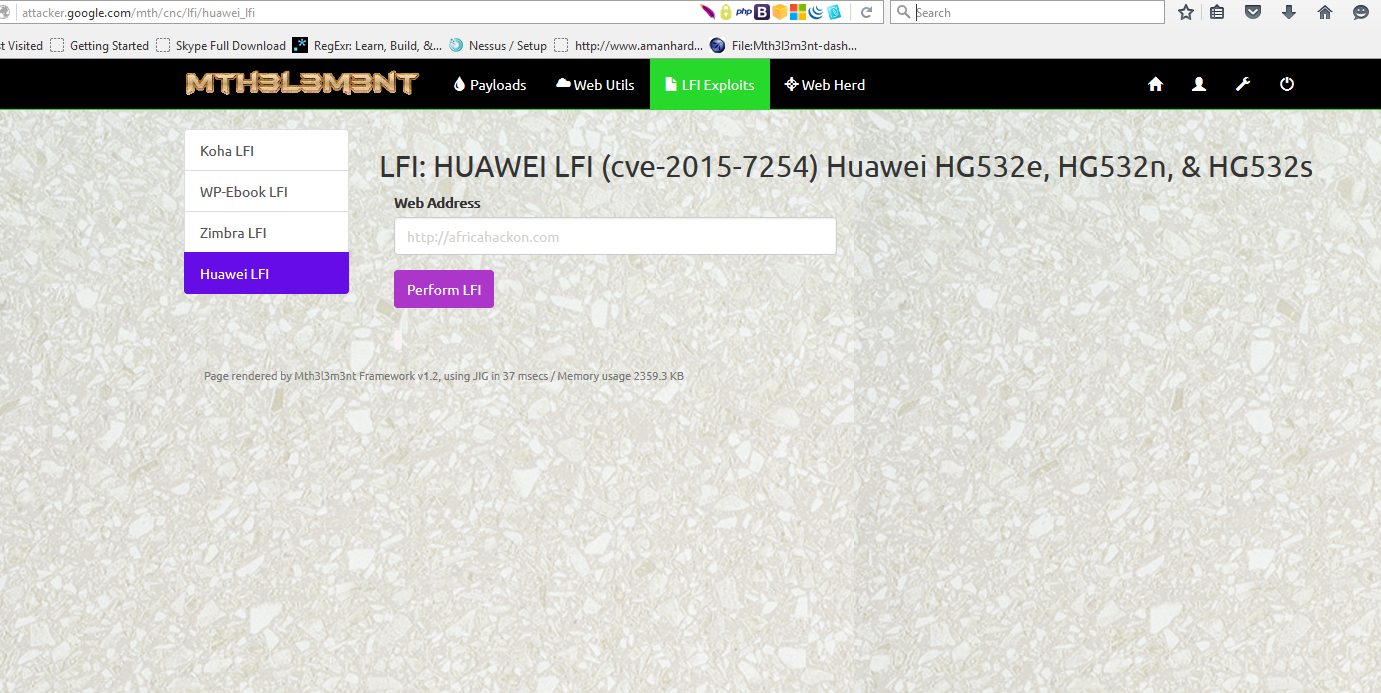 attacker.google.com/mth/cnc/lfi/huawei_lfi
php
B
Search
t Visited Getting Started Skype Full Download RegExr: Learn, Build, &... Nessus / Setup http://www.amanhard... File:Mth3l3m3nt-dash...
MTH3L3M3NT Payloads Web Utils LFI Exploits Web Herd
Koha LFI
WP-Ebook LFI
Zimbra LFI
Huawei LFI
LFI: HUAWEI LFI (cve-2015-7254) Huawei HG532e, HG532n, & HG532s
Web Address
http://africahackon.com
Perform LFI
Page rendered by Mth3l3m3nt Framework v1.2, using JIG in 37 msecs / Memory usage 2359.3 KB